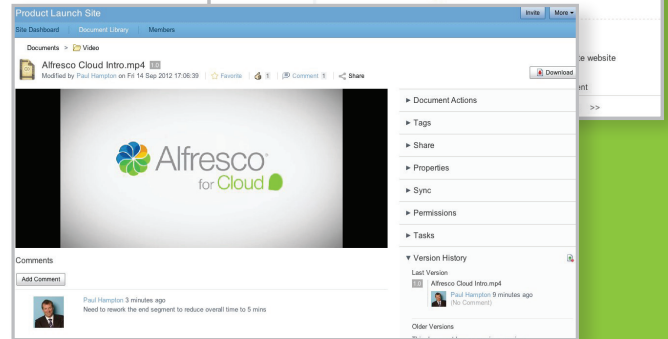 Product Launch Site
Invite
More
Site Dashboard
Document Library
Members
Documents > Video
Alfresco Cloud Intro.mp4 1.0
Modified by Paul Hampton on Fri 14 Sep 2012 17:06:39
Favorite
1
Comment 1
Share
Download
Alfresco
for Cloud
Document Actions
Tags
Share
Properties
Sync
Permissions
Tasks
Version History
Last Version
1.0 Alfresco Cloud Intro.mp4
Paul Hampton 9 minutes ago
(No Comment)
Older Versions
Comments
Add Comment
Paul Hampton 3 minutes ago
Need to rework the end segment to reduce overall time to 5 mins
website
>>